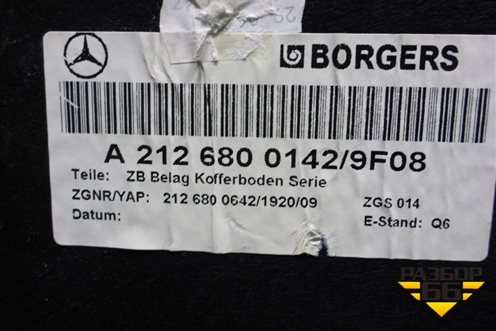 BORGERS
A 212 680 0142/9F08
Teile: ZB Belag Kofferboden Serie
ZGNR/YAP: 212 680 0642/1920/09 ZGS 014
Datum: E-Stand: Q6
РАЗБОР
66